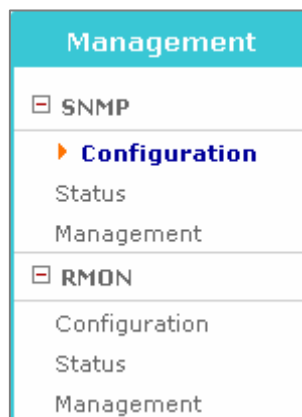 Management
SNMP
Configuration
Status
Management
RMON
Configuration
Status
Management